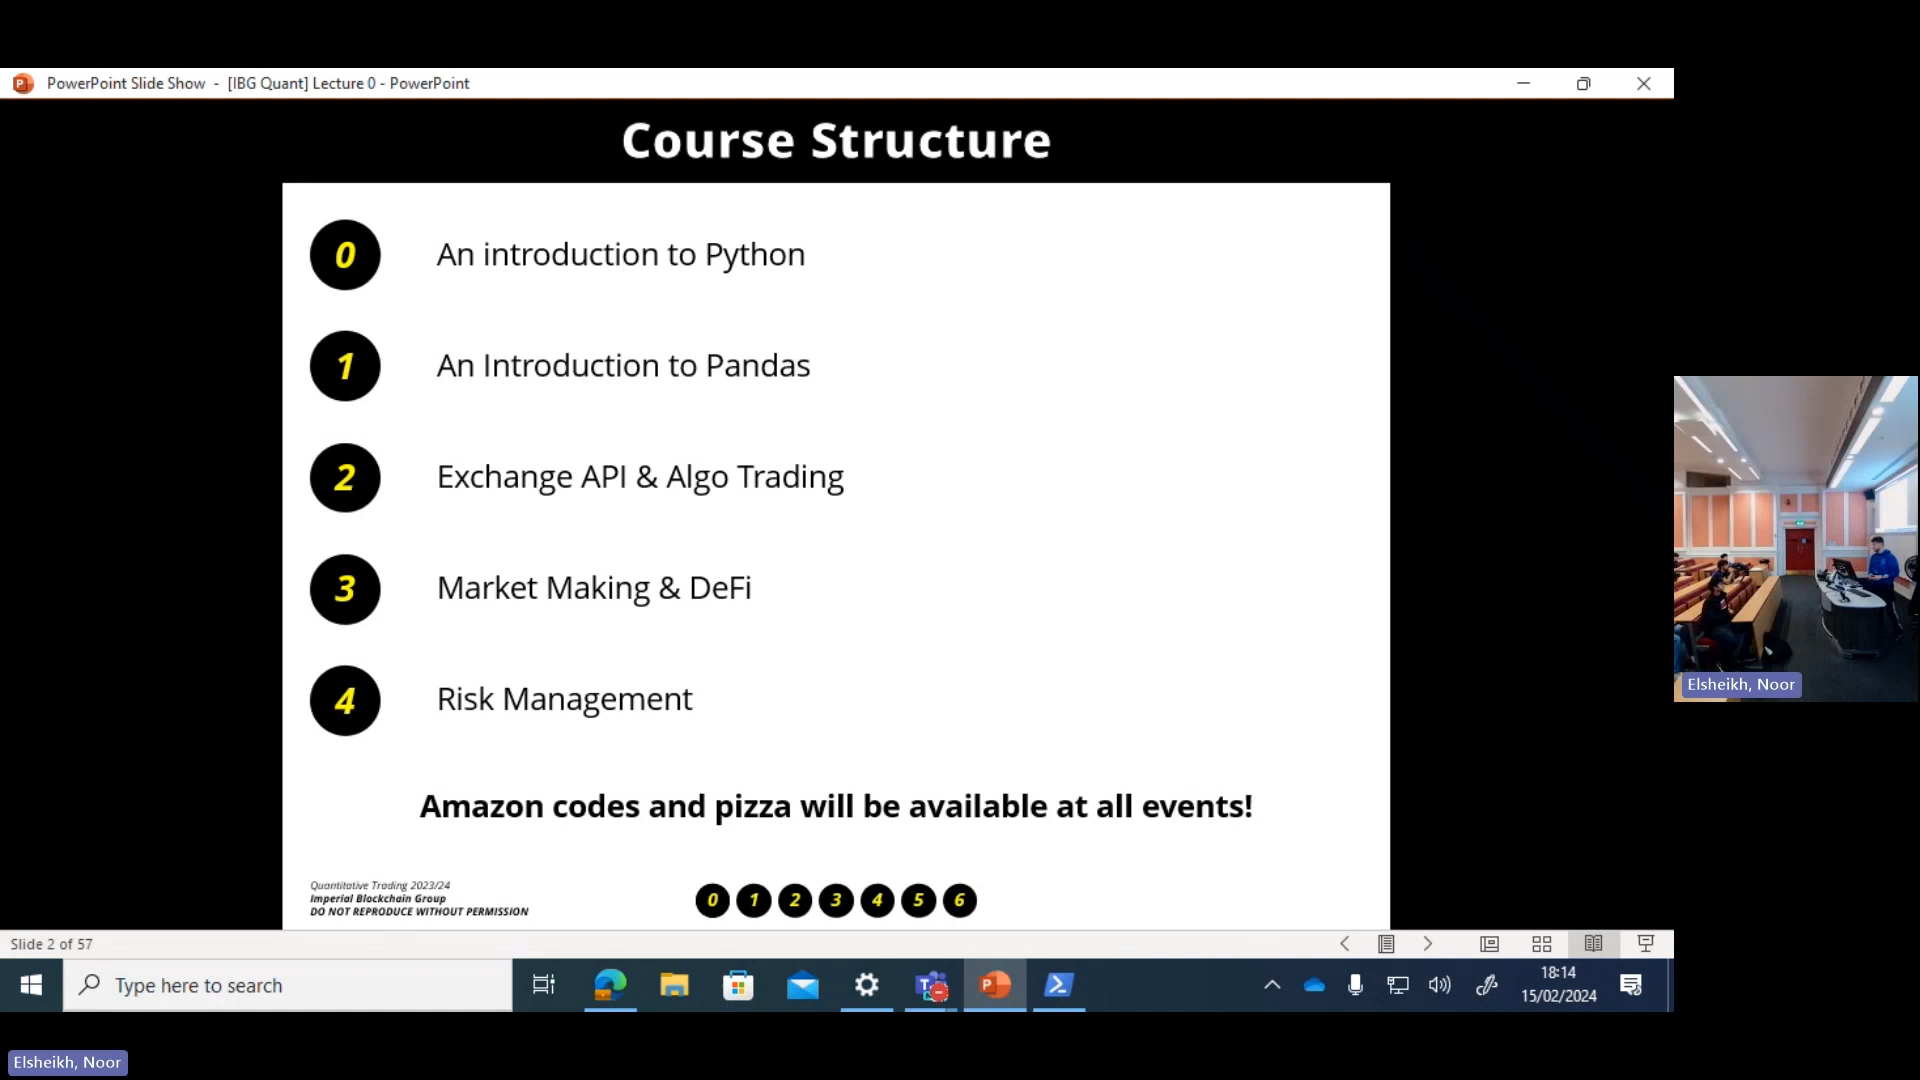 PowerPoint Slide Show - [IBG Quant] Lecture 0 - PowerPoint
Course Structure
0 An introduction to Python
1 An Introduction to Pandas
2 Exchange API & Algo Trading
3 Market Making & DeFi
4 Risk Management
Amazon codes and pizza will be available at all events!
Quantitative Trading 2023/24
Imperial Blockchain Group
DO NOT REPRODUCE WITHOUT PERMISSION
0 1 2 3 4 5 6
Elsheikh, Noor
Slide 2 of 57
Type here to search
18:14
15/02/2024
Elsheikh, Noor